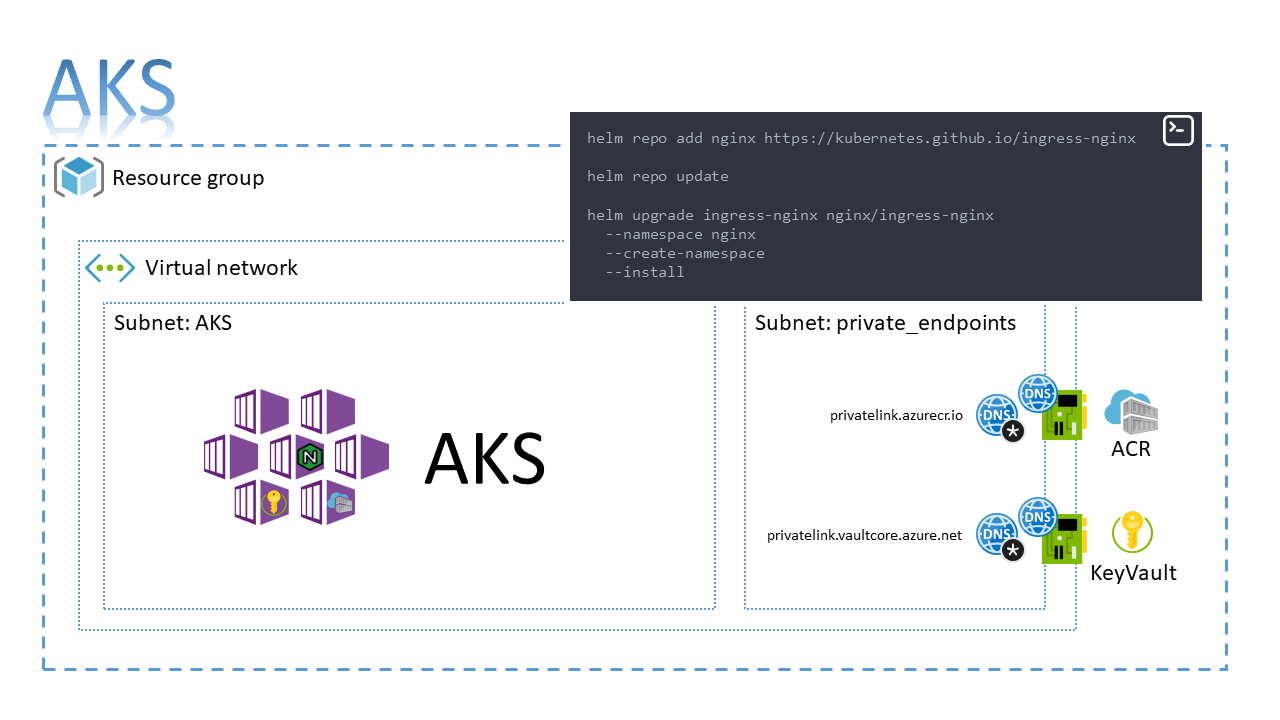 AKS
helm repo add nginx https://kubernetes.github.io/ingress-nginx
helm repo update
helm upgrade ingress-nginx nginx/ingress-nginx
--namespace nginx
--create-namespace
--install
Resource group
Virtual network
Subnet: AKS
Subnet: private_endpoints
AKS
N
privatelink.azurecr.io
DNS
*
DNS
ACR
privatelink.vaultcore.azure.net
DNS
*
DNS
KeyVault